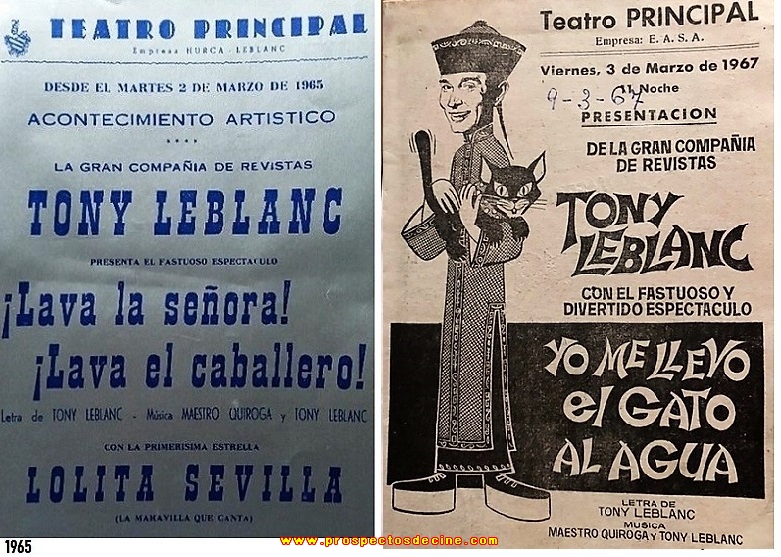 TEATRO PRINCIPAL
Empresa HURCA - LEBLANC
DESDE EL MARTES 2 DE MARZO DE 1965
ACONTECIMIENTO ARTISTICO
****
LA GRAN COMPAÑIA DE REVISTAS
TONY LEBLANC
PRESENTA EL FASTUOSO ESPECTACULO
¡Lava la señora!
¡Lava el caballero!
Letra de TONY LEBLANC - Música MAESTRO QUIROGA y TONY LEBLANC
CON LA PRIMERISIMA ESTRELLA
LOLITA SEVILLA
(LA MARAVILLA QUE CANTA)
1965
Teatro PRINCIPAL
Empresa: E. A. S. A.
Viernes, 3 de Marzo de 1967
11 Noche
9-3-67
PRESENTACION
DE LA GRAN COMPAÑIA
DE REVISTAS
TONY
LEBLANC
CON EL FASTUOSO Y
DIVERTIDO ESPECTACULO
YO ME LLEVO
el GATO
AL AGUA
LETRA DE
TONY LEBLANC
MUSICA
MAESTRO QUIROGA y TONY LEBLANC
www.prospectosdecine.com